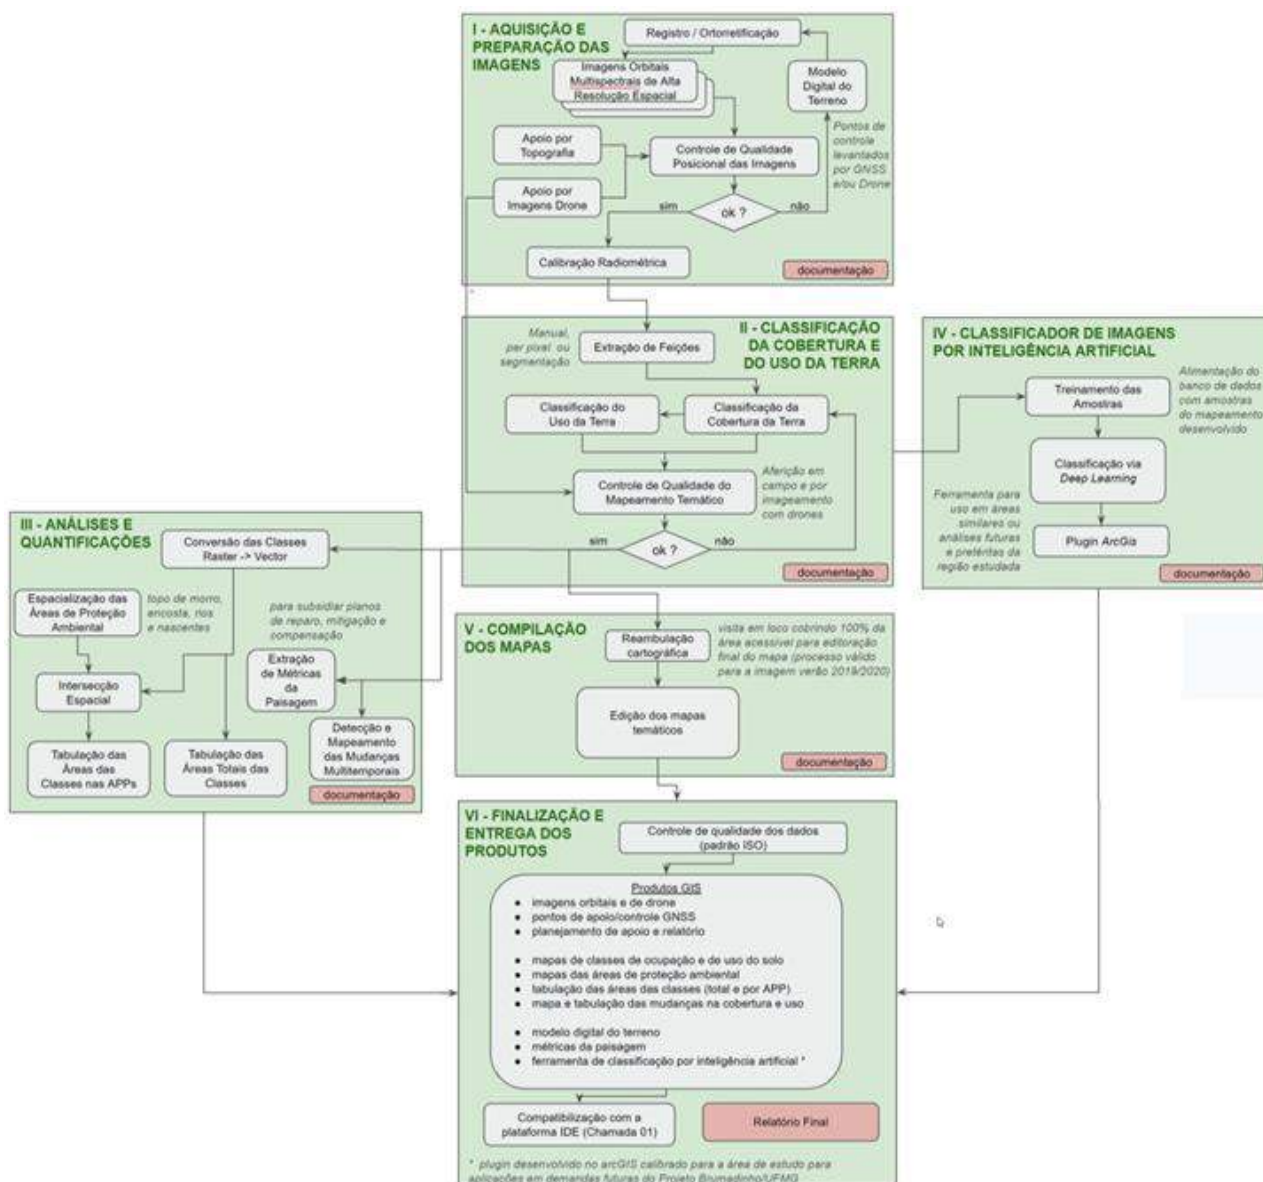 I - AQUISIÇÃO E
PREPARAÇÃO DAS
IMAGENS
Registro / Ortorretificação
Imagens Orbitais
Multispectrais de Alta
Resolução Espacial
Modelo
Digital do
Terreno
Pontos de
controle
levantados
por GNSS
e/ou Drone
Apoio por
Topografia
Controle de Qualidade
Posicional das Imagens
Apoio por
Imagens Drone
sim
ok ?
não
Calibração Radiométrica
documentação
II - CLASSIFICAÇÃO
DA COBERTURA E
DO USO DA TERRA
Manual,
per pixel ou
segmentação
Extração de Feições
Classificação do
Uso da Terra
Classificação da
Cobertura da Terra
Controle de Qualidade do
Mapeamento Temático
Aferição em
campo e por
imageamento
com drones
sim
ok ?
não
documentação
IV - CLASSIFICADOR DE IMAGENS
POR INTELIGÊNCIA ARTIFICIAL
Treinamento das
Amostras
Alimentação do
banco de dados
com amostras
do mapeamento
desenvolvido
Classificação via
Deep Learning
Ferramenta para
uso em áreas
similares ou
análises futuras
e pretéritas da
região estudada
Plugin ArcGis
documentação
III - ANÁLISES E
QUANTIFICAÇÕES
Conversão das Classes
Raster -> Vector
Espacialização das
Áreas de Proteção
Ambiental
topo de morro,
encosta, rios
e nascentes
para subsidiar planos
de reparo, mitigação e
compensação
Extração
de Métricas
da
Paisagem
Intersecção
Espacial
Detecção e
Mapeamento
das Mudanças
Multitemporais
Tabulação das
Áreas das
Classes nas APPs
Tabulação das
Áreas Totais das
Classes
documentação
V - COMPILAÇÃO
DOS MAPAS
Reambulação
cartográfica
visita em loco cobrindo 100% da
área acessível para editoração
final do mapa (processo válido
para a imagem verão 2019/2020)
Edição dos mapas
temáticos
documentação
VI - FINALIZAÇÃO E
ENTREGA DOS
PRODUTOS
Controle de qualidade dos dados
(padrão ISO)
Produtos GIS
● imagens orbitais e de drone
● pontos de apoio/controle GNSS
● planejamento de apoio e relatório
● mapas de classes de ocupação e de uso do solo
● mapas das áreas de proteção ambiental
● tabulação das áreas das classes (total e por APP)
● mapa e tabulação das mudanças na cobertura e uso
● modelo digital do terreno
● métricas da paisagem
● ferramenta de classificação por inteligência artificial *
Compatibilização com a
plataforma IDE (Chamada 01)
Relatório Final
* plugin desenvolvido no arcGIS calibrado para a área de estudo para
aplicações em demandas futuras do Projeto Brumadinho/UFMG